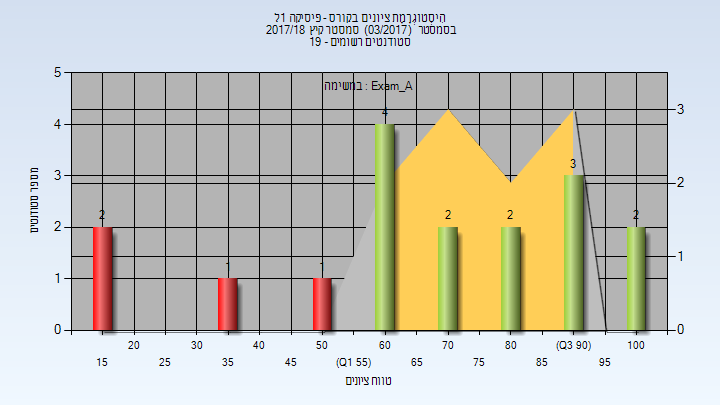 היסטוגרמת ציונים בקורס - פיסיקה 1ל
בסמסטר (03/2017) סמסטר קיץ 2017/18
סטודנטים רשומים - 19
במשימה : Exam_A
מספר סטודנטים
5
4
3
2
1
0
3
2
1
0
2
1
1
4
2
2
3
2
20 30 40 50 60 70 80 (Q3 90) 100
15 25 35 45 (Q1 55) 65 75 85 95
טווח ציונים